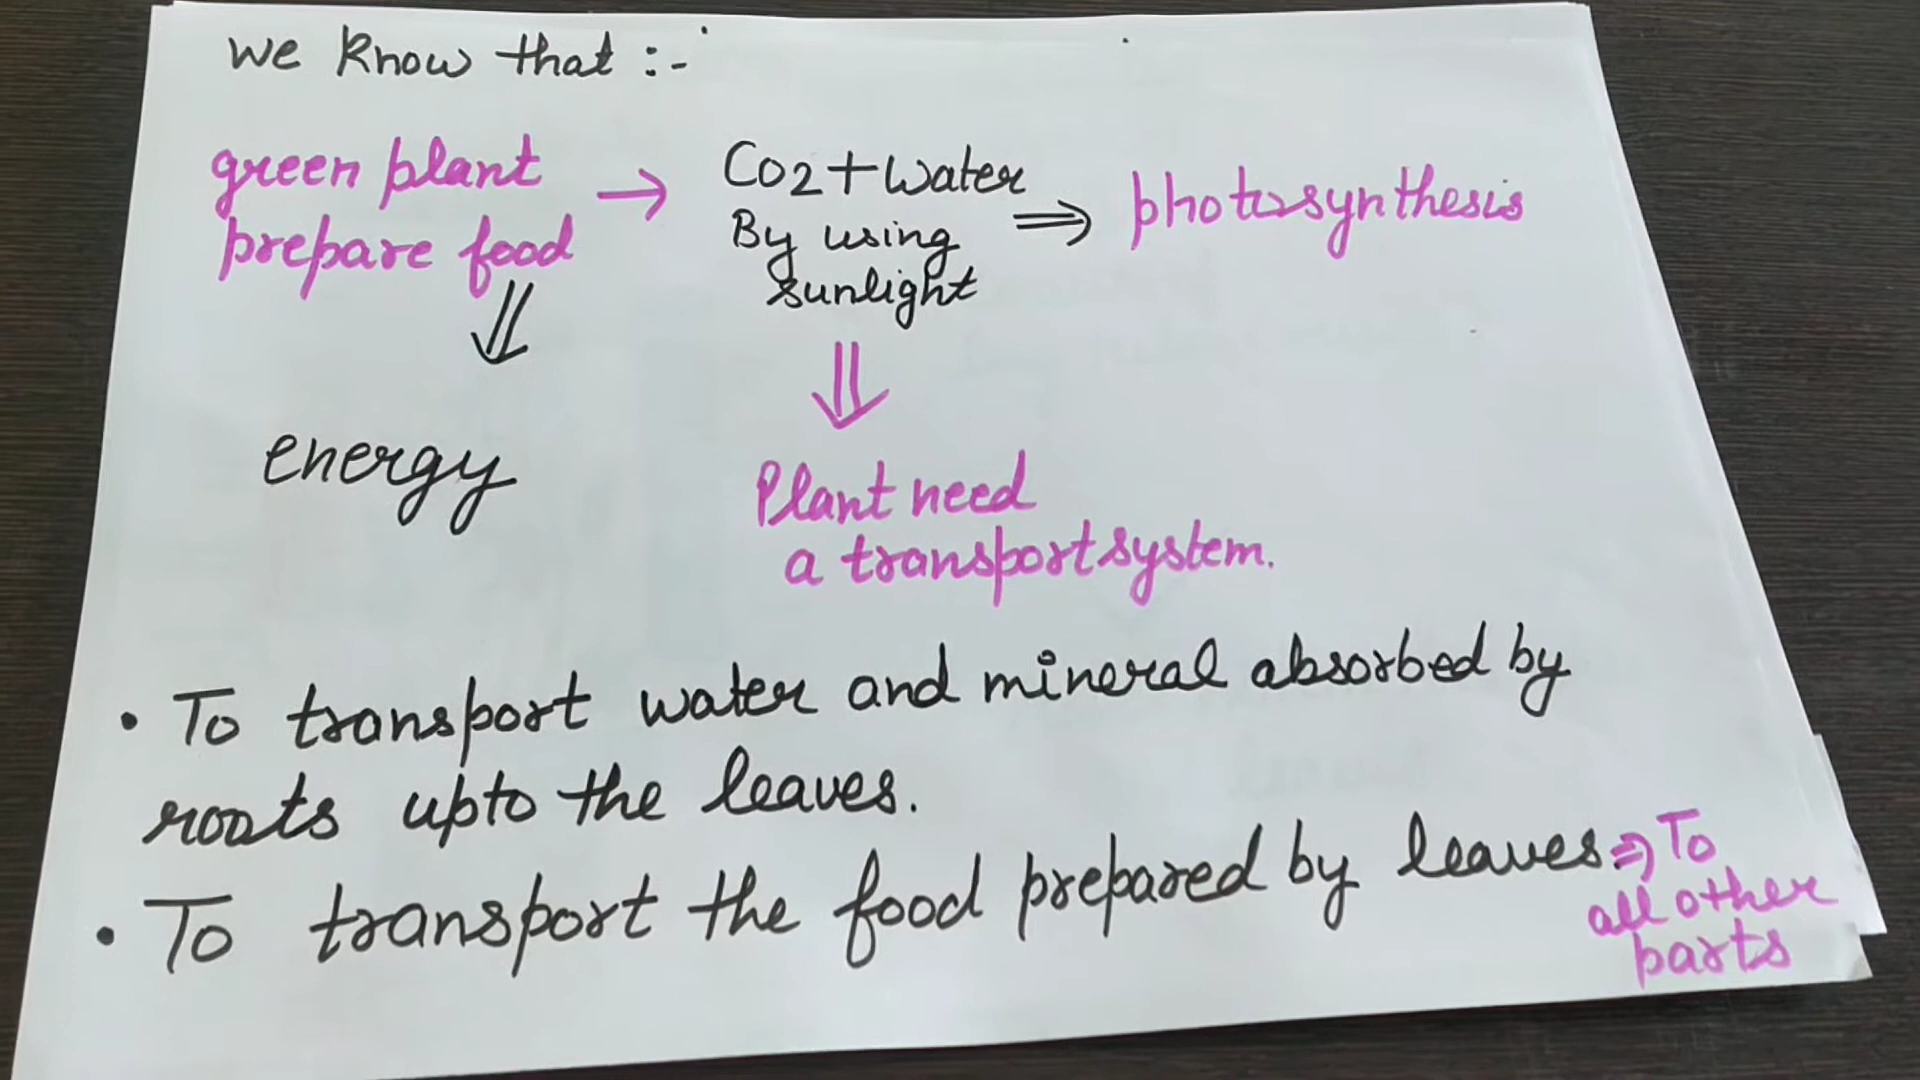 we know that :-
green plant
prepare food
→ Co2+Water
By using
sunlight
⇒ photosynthesis
⇓
energy
⇓
Plant need
a transport system.
• To transport water and mineral absorbed by
roots upto the leaves.
• To transport the food prepared by leaves. ⇒ To
all other
parts